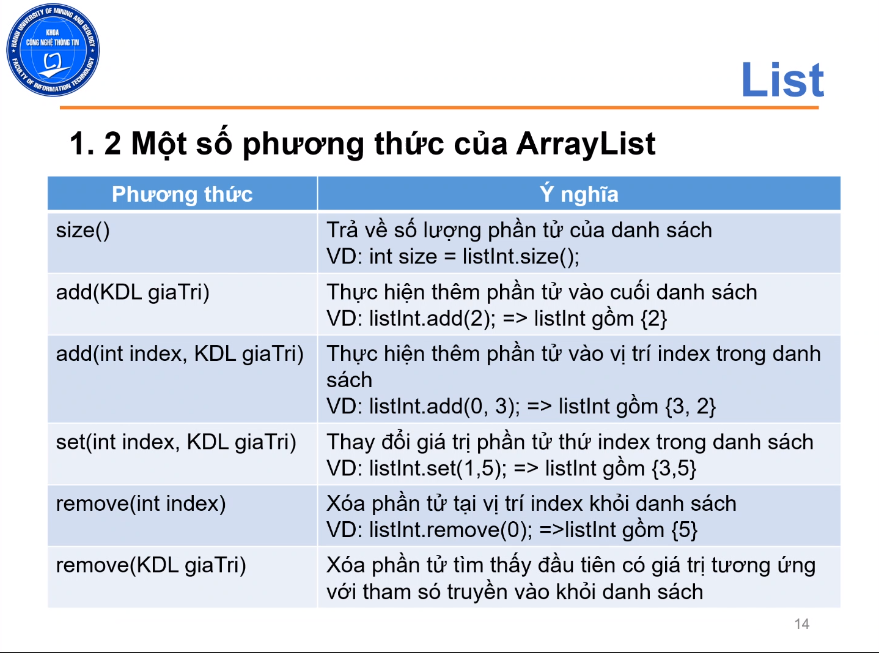 HANOI UNIVERSITY OF MINING AND GEOLOGY
KHOA
CÔNG NGHỆ THÔNG TIN
FACULTY OF INFORMATION TECHNOLOGY
List
1. 2 Một số phương thức của ArrayList
Phương thức
Ý nghĩa
size()
Trả về số lượng phần tử của danh sách
VD: int size = listInt.size();
add(KDL giaTri)
Thực hiện thêm phần tử vào cuối danh sách
VD: listInt.add(2); => listInt gồm {2}
add(int index, KDL giaTri)
Thực hiện thêm phần tử vào vị trí index trong danh
sách
VD: listInt.add(0, 3); => listInt gồm {3, 2}
set(int index, KDL giaTri)
Thay đổi giá trị phần tử thứ index trong danh sách
VD: listInt.set(1,5); => listInt gồm {3,5}
remove(int index)
Xóa phần tử tại vị trí index khỏi danh sách
VD: listInt.remove(0); =>listInt gồm {5}
remove(KDL giaTri)
Xóa phần tử tìm thấy đầu tiên có giá trị tương ứng
với tham só truyền vào khỏi danh sách
14